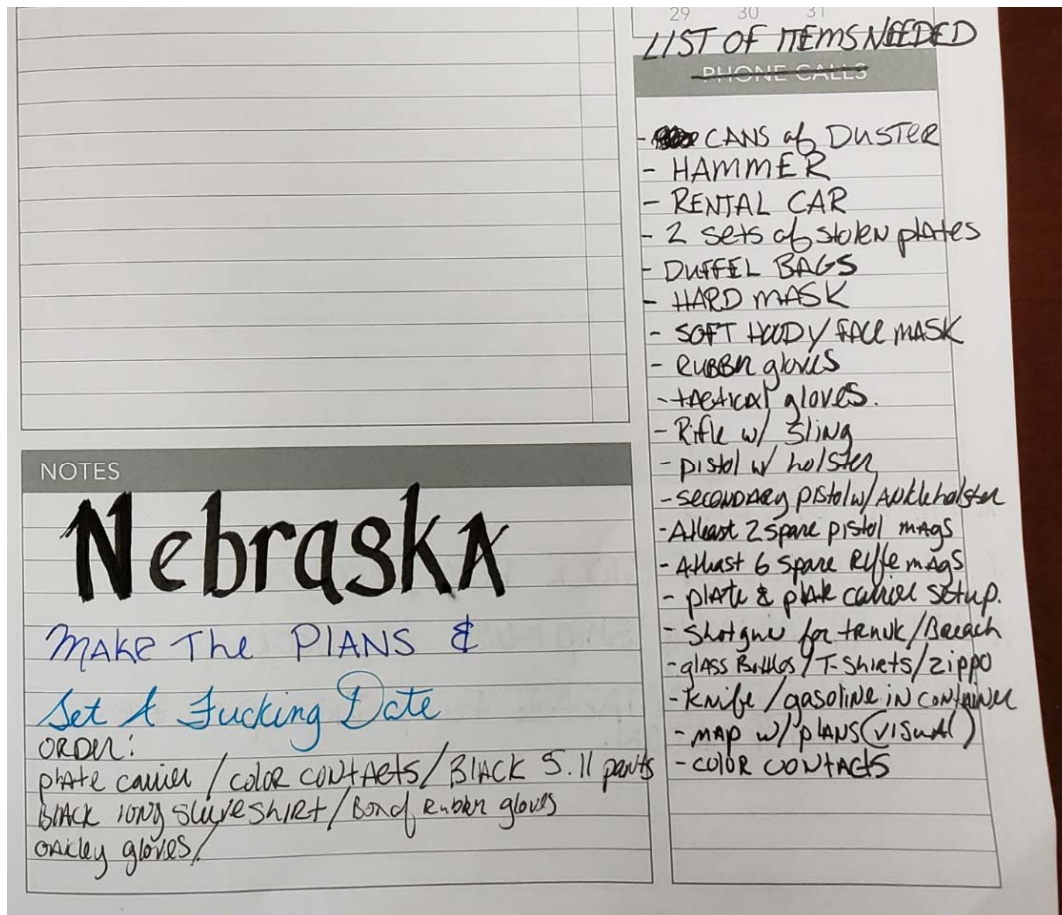 29 30 31
LIST OF ITEMS NEEDED
PHONE CALLS
- CANS of DUSTER
- HAMMER
- RENTAL CAR
- 2 sets of stolen plates
- DUFFEL BAGS
- HARD MASK
- SOFT HOODY/FACE MASK
- RUBBER gloves
- tactical gloves.
- Rifle w/ Sling
- pistol w/ holster
- secondary pistol w/ Ankle holster
- Atleast 2 spare pistol mags
- Atleast 6 spare Rifle mags
- plate & plate carrier setup.
- Shotgun for trunk/Breach
- glass Bottles / T-shirts/zippo
- Knife / gasoline in container
- map w/ plans (visual)
- color contacts
NOTES
Nebraska
Make The PLANS &
Set A Fucking Date
ORDER:
plate carrier / color contacts / BLACK 5.11 pants
BLACK long sleeve shirt / Box of Rubber gloves
oakley gloves/